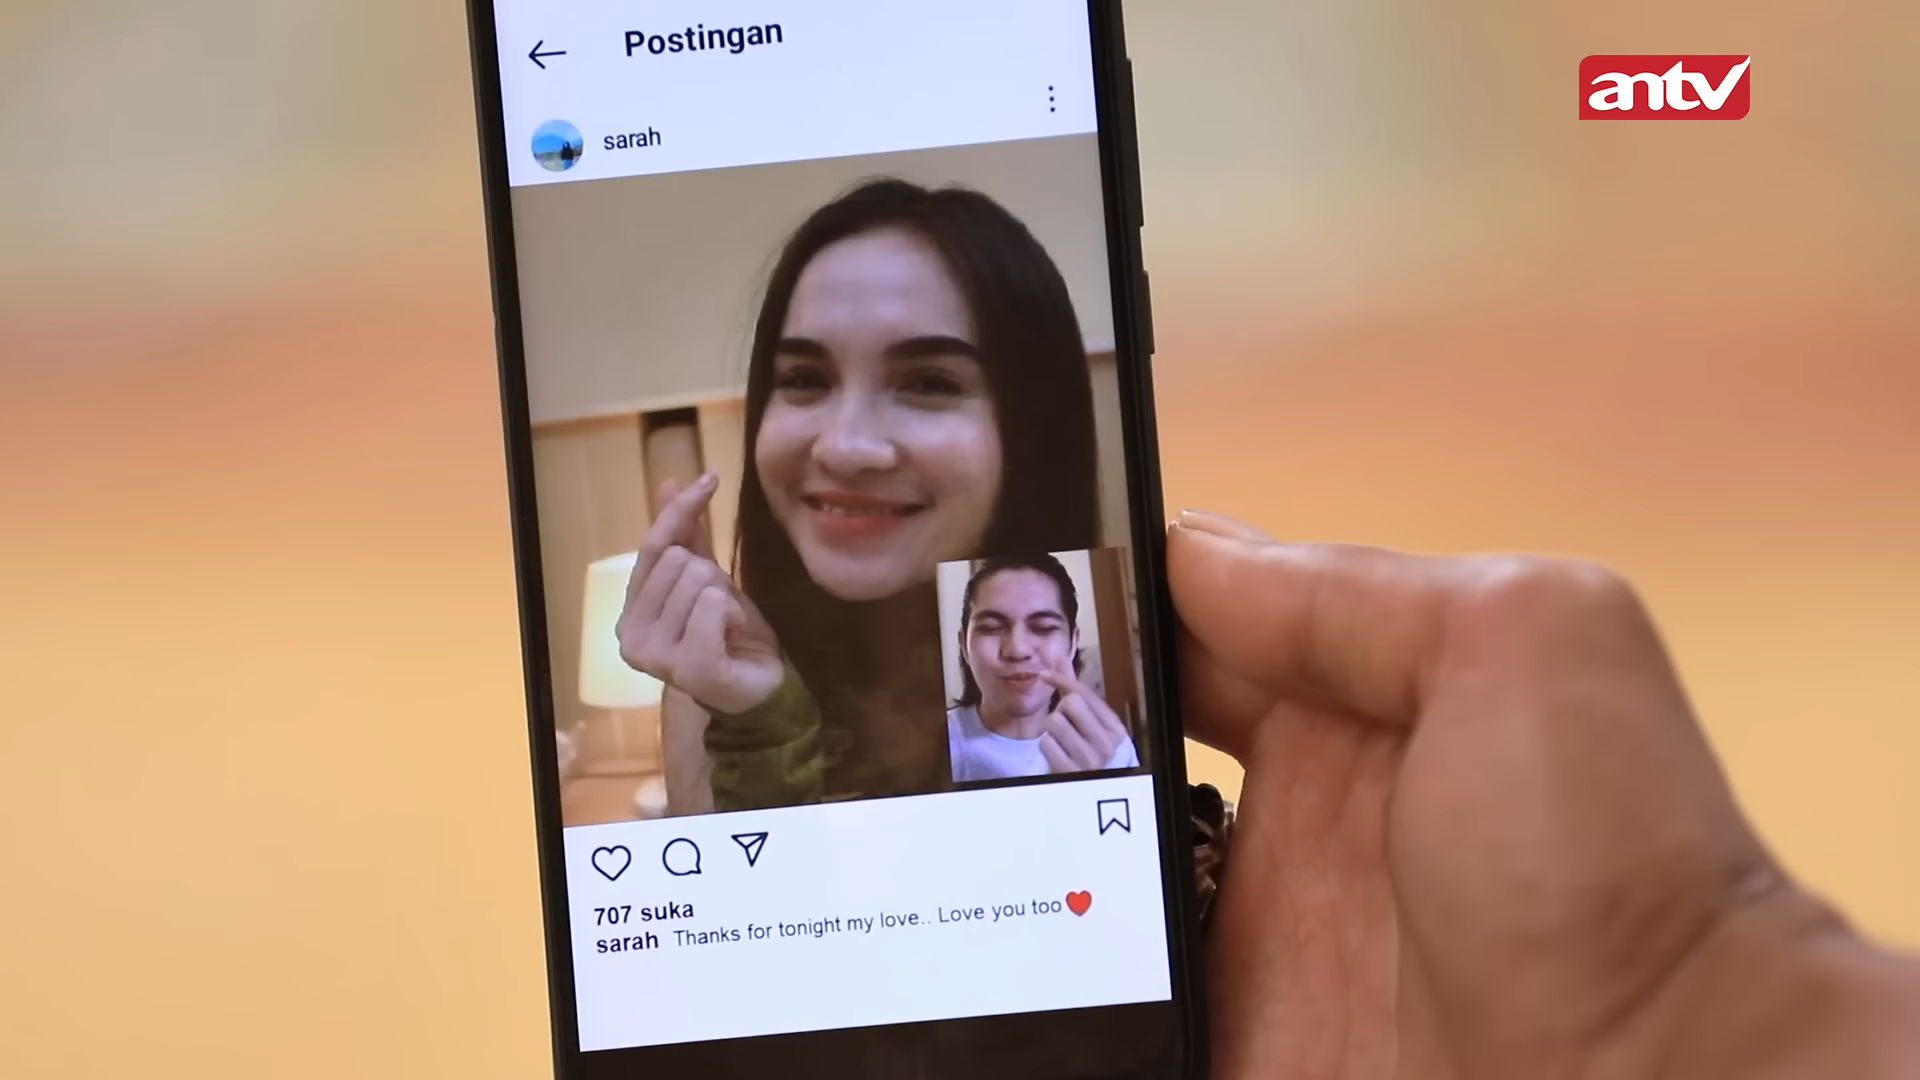 antv
Postingan
sarah
707 suka
sarah Thanks for tonight my love.. Love you too❤️